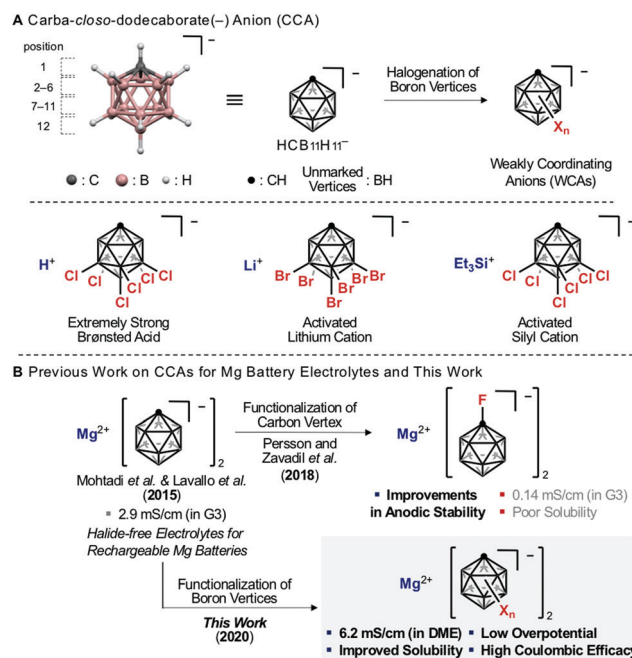 A Carba-closo-dodecaborate(−) Anion (CCA)
position
1
2–6
7–11
12
−
≡
−
HCB11H11−
Halogenation of
Boron Vertices
−
Xn
Weakly Coordinating
Anions (WCAs)
: C : B : H
: CH Unmarked Vertices : BH
H+ Cl Cl Cl Cl Cl Cl −
Extremely Strong
Brønsted Acid
Li+ Br Br Br Br Br Br −
Activated
Lithium Cation
Et3Si+ Cl Cl Cl Cl Cl Cl −
Activated
Silyl Cation
B Previous Work on CCAs for Mg Battery Electrolytes and This Work
Mg2+ − 2
Mohtadi et al. & Lavallo et al.
(2015)
2.9 mS/cm (in G3)
Halide-free Electrolytes for
Rechargeable Mg Batteries
Functionalization of
Carbon Vertex
Persson and
Zavadil et al.
(2018)
Mg2+ F − 2
Improvements
in Anodic Stability
0.14 mS/cm (in G3)
Poor Solubility
Functionalization of
Boron Vertices
This Work
(2020)
Mg2+ Xn − 2
6.2 mS/cm (in DME) Low Overpotential
Improved Solubility High Coulombic Efficacy